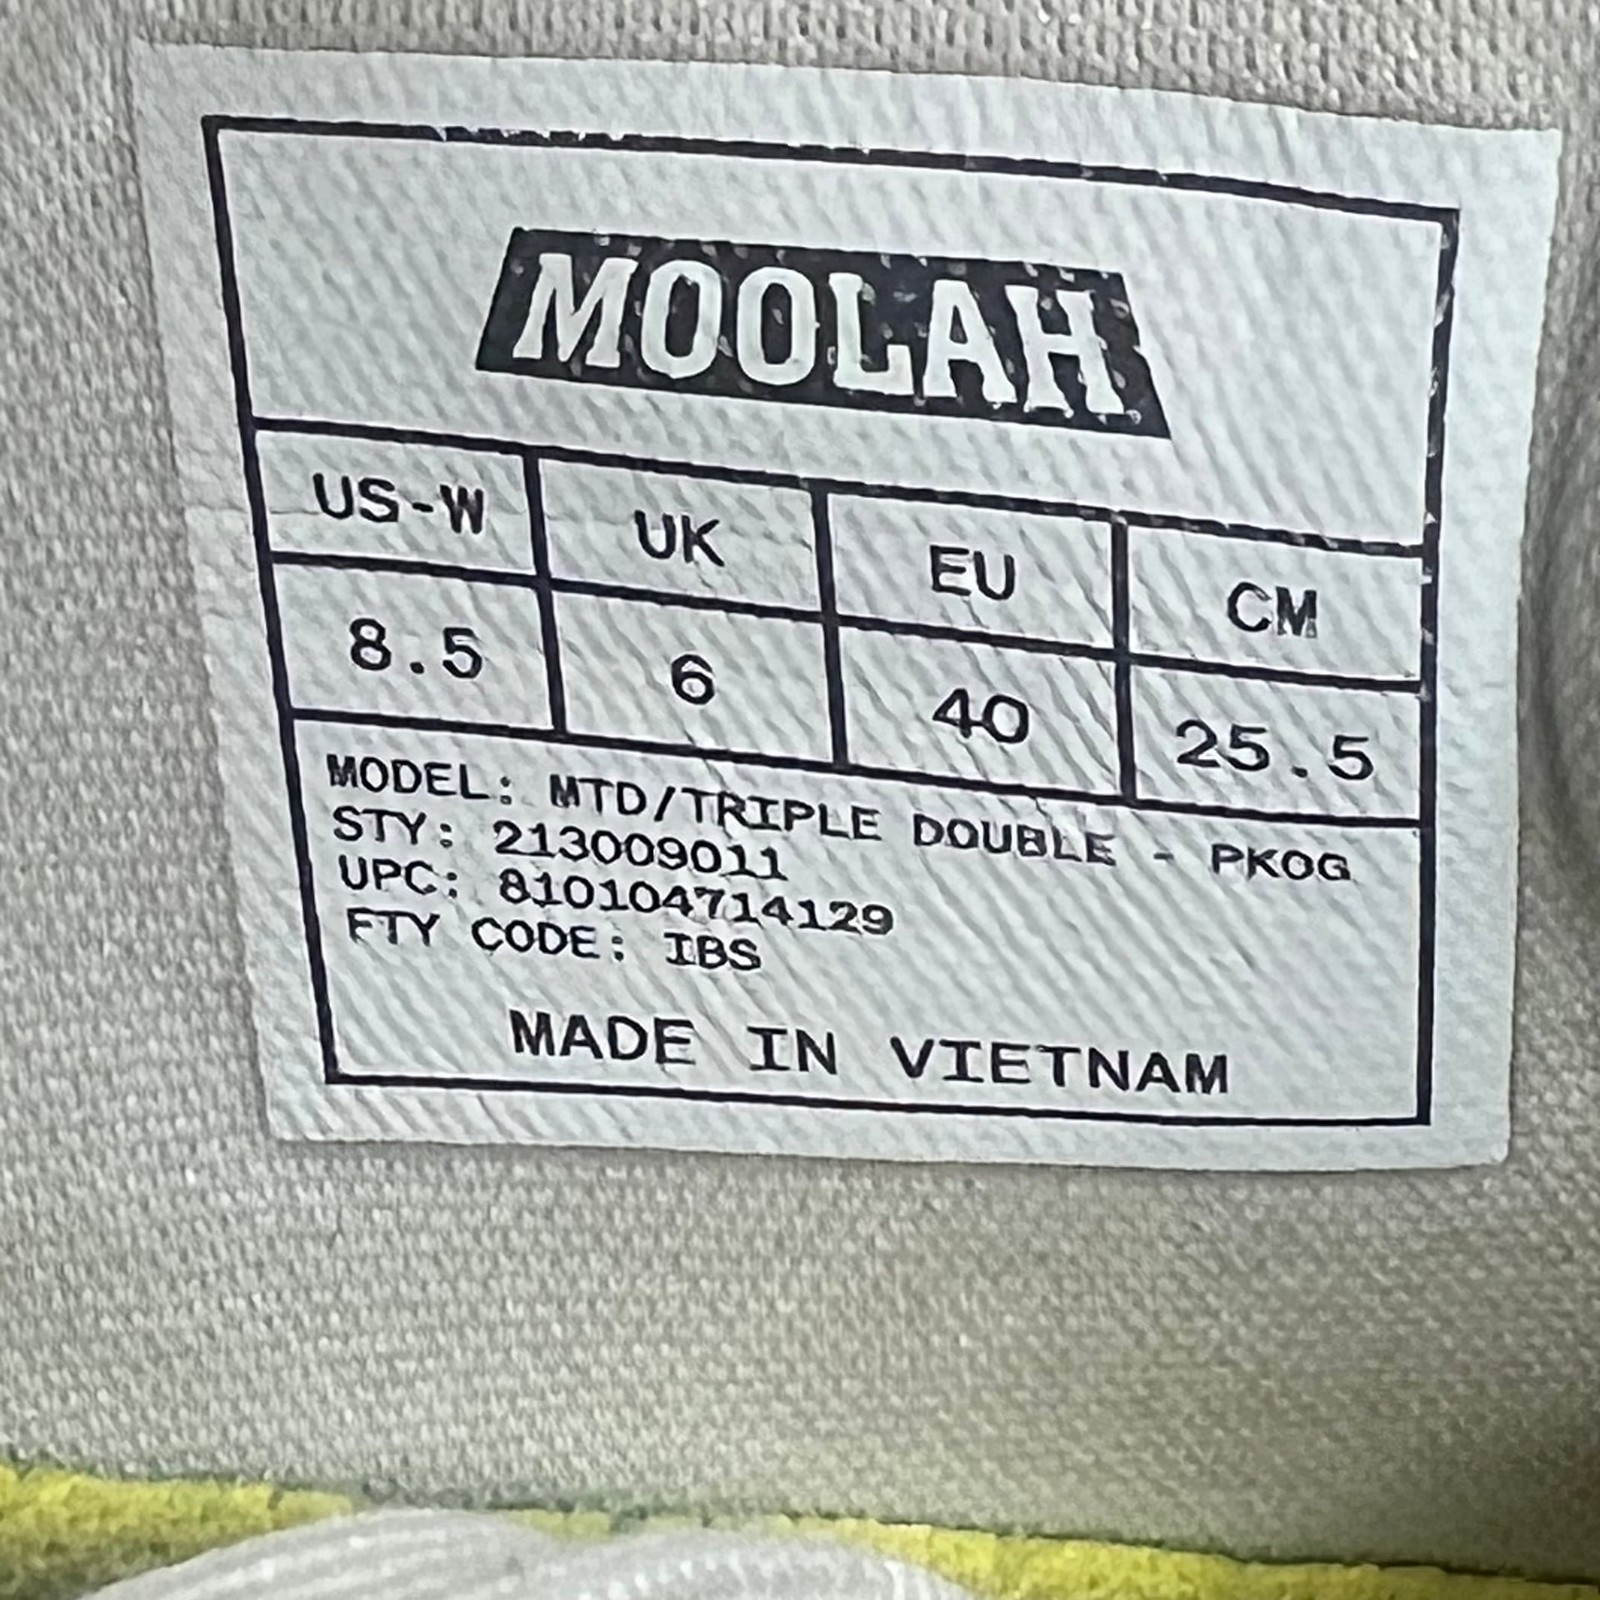 MOOLAH
US-W UK EU CM
8.5 6 40 25.5
MODEL: MTD/TRIPLE DOUBLE - PKOG
STY: 213009011
UPC: 810104714129
FTY CODE: IBS
MADE IN VIETNAM